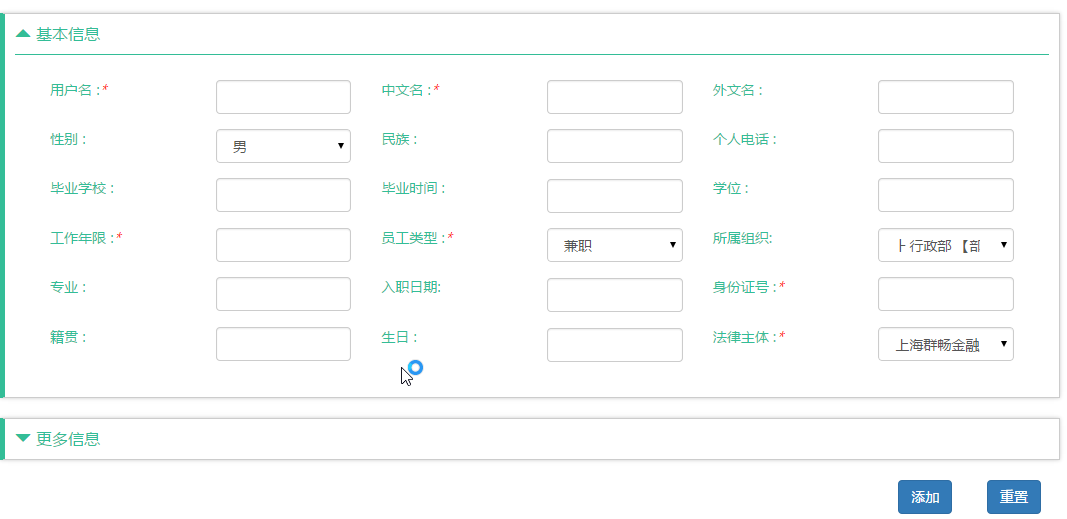 基本信息
用户名 :* 中文名 :* 外文名 :
性别 : 男 民族 : 个人电话 :
毕业学校 : 毕业时间 : 学位 :
工作年限 :* 员工类型 :* 兼职 所属组织: 行政部 【部
专业 : 入职日期: 身份证号 :*
籍贯 : 生日 : 法律主体 :* 上海群畅金融
更多信息
添加 重置